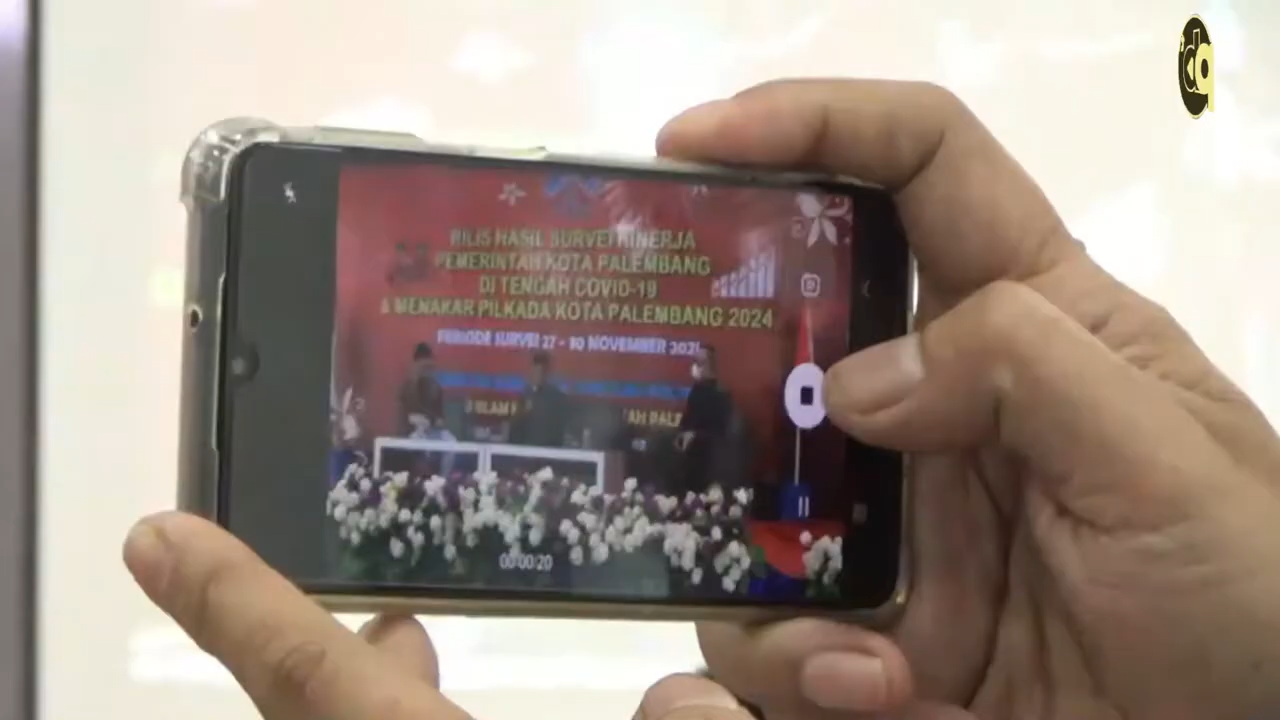 RILIS HASIL SURVEI KINERJA
PEMERINTAH KOTA PALEMBANG
DI TENGAH COVID-19
& MENAKAR PILKADA KOTA PALEMBANG 2024
PERIODE SURVEI 27 - 30 NOVEMBER 2021
00:00:20